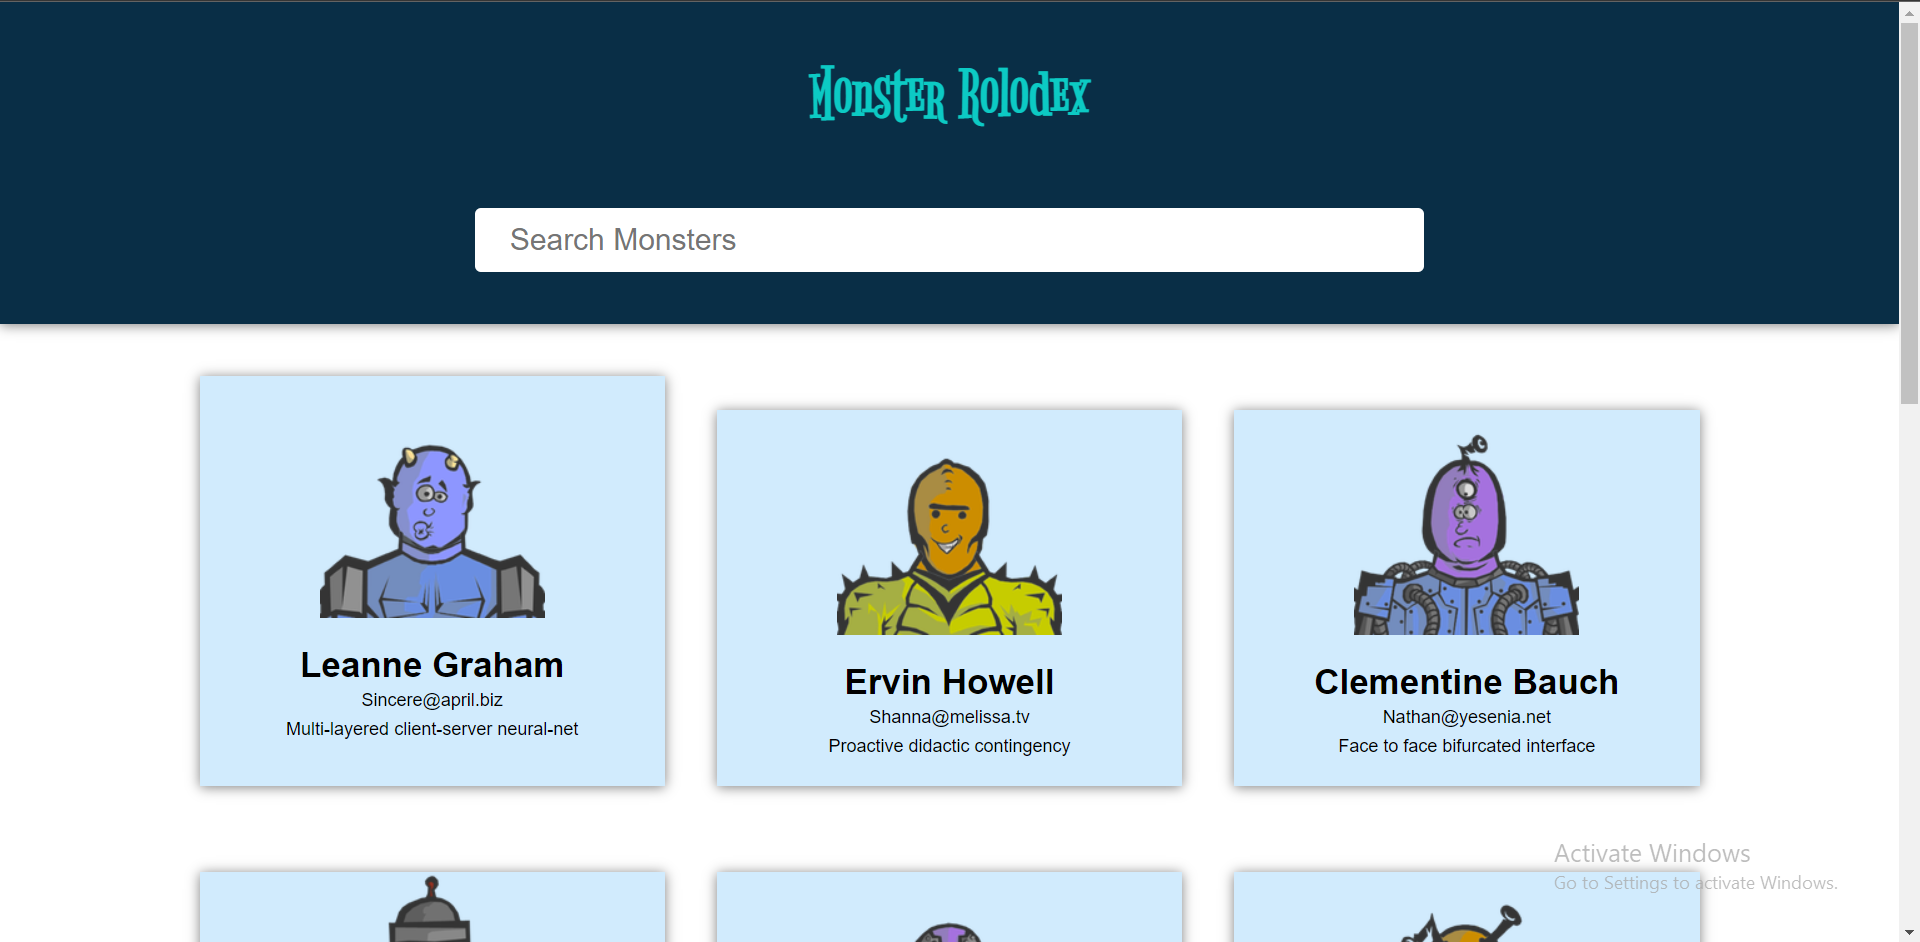 Monster Rolodex
Search Monsters
Leanne Graham
Sincere@april.biz
Multi-layered client-server neural-net
Ervin Howell
Shanna@melissa.tv
Proactive didactic contingency
Clementine Bauch
Nathan@yesenia.net
Face to face bifurcated interface
Activate Windows
Go to Settings to activate Windows.